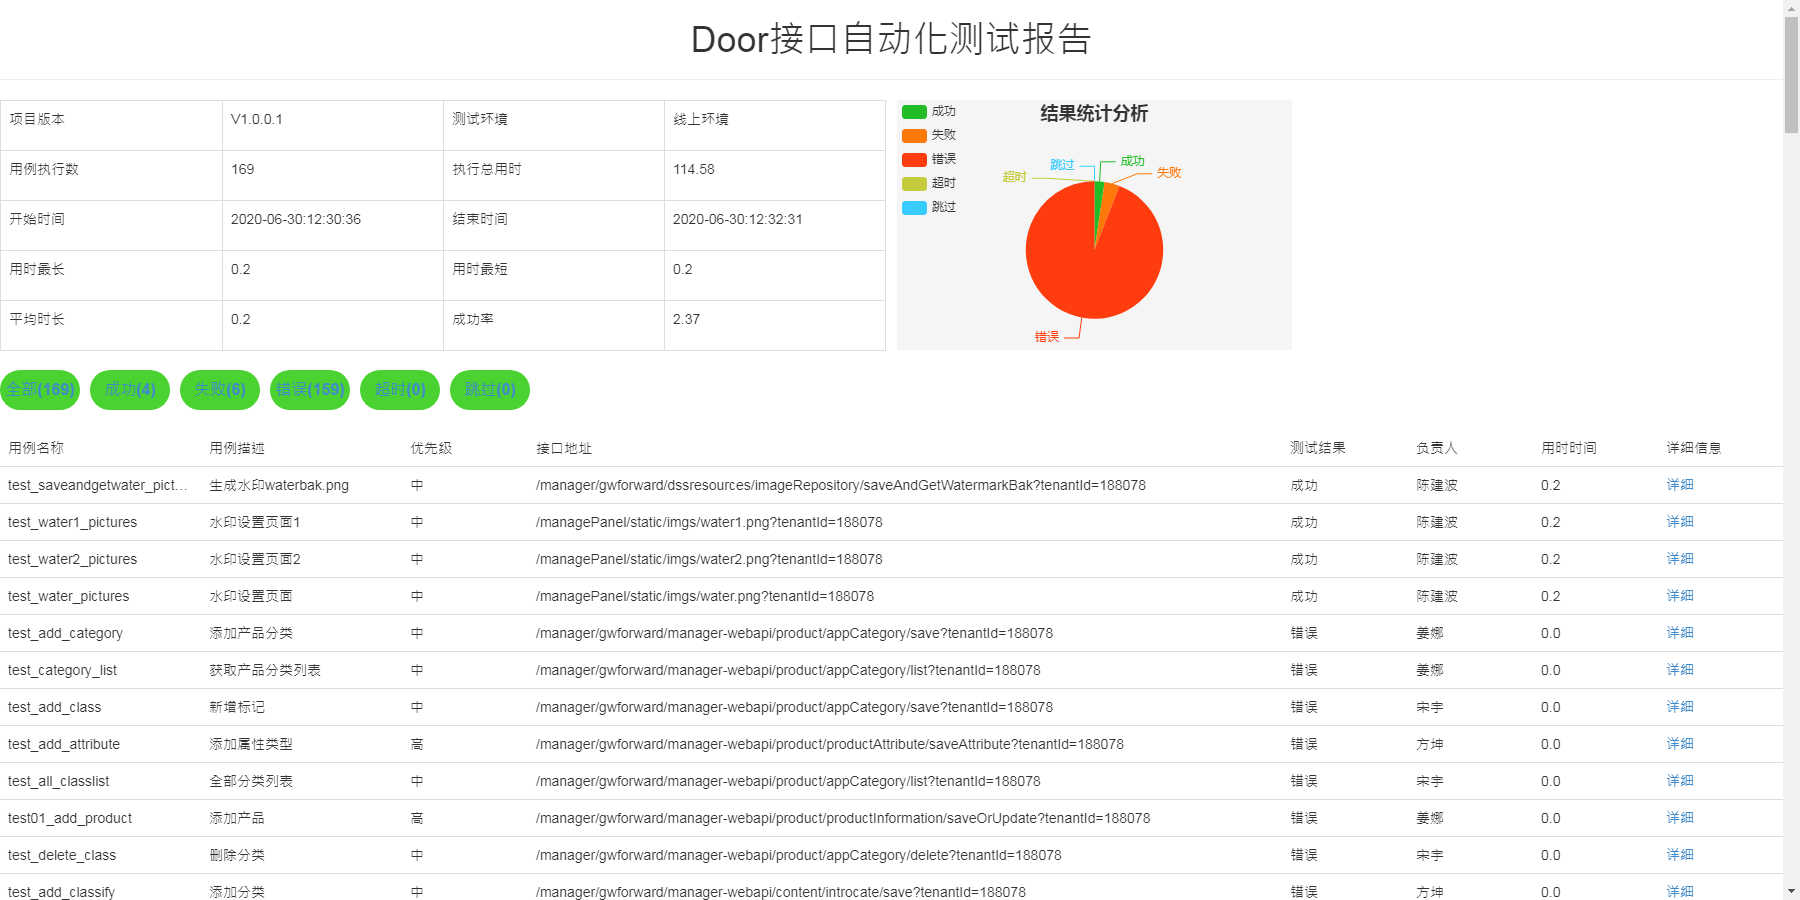 Door接口自动化测试报告
项目版本 V1.0.0.1 测试环境 线上环境
用例执行数 169 执行总用时 114.58
开始时间 2020-06-30:12:30:36 结束时间 2020-06-30:12:32:31
用时最长 0.2 用时最短 0.2
平均时长 0.2 成功率 2.37
结果统计分析
成功
失败
错误
超时
跳过
跳过 成功
超时 失败
错误
全部(169) 成功(4) 失败(6) 错误(159) 超时(0) 跳过(0)
用例名称 用例描述 优先级 接口地址 测试结果 负责人 用时时间 详细信息
test_saveandgetwater_pict... 生成水印waterbak.png 中 /manager/gwforward/dssresources/imageRepository/saveAndGetWatermarkBak?tenantId=188078 成功 陈建波 0.2 详细
test_water1_pictures 水印设置页面1 中 /managePanel/static/imgs/water1.png?tenantId=188078 成功 陈建波 0.2 详细
test_water2_pictures 水印设置页面2 中 /managePanel/static/imgs/water2.png?tenantId=188078 成功 陈建波 0.2 详细
test_water_pictures 水印设置页面 中 /managePanel/static/imgs/water.png?tenantId=188078 成功 陈建波 0.2 详细
test_add_category 添加产品分类 中 /manager/gwforward/manager-webapi/product/appCategory/save?tenantId=188078 错误 姜娜 0.0 详细
test_category_list 获取产品分类列表 中 /manager/gwforward/manager-webapi/product/appCategory/list?tenantId=188078 错误 姜娜 0.0 详细
test_add_class 新增标记 中 /manager/gwforward/manager-webapi/product/appCategory/save?tenantId=188078 错误 宋宇 0.0 详细
test_add_attribute 添加属性类型 高 /manager/gwforward/manager-webapi/product/productAttribute/saveAttribute?tenantId=188078 错误 方坤 0.0 详细
test_all_classlist 全部分类列表 中 /manager/gwforward/manager-webapi/product/appCategory/list?tenantId=188078 错误 宋宇 0.0 详细
test01_add_product 添加产品 高 /manager/gwforward/manager-webapi/product/productInformation/saveOrUpdate?tenantId=188078 错误 姜娜 0.0 详细
test_delete_class 删除分类 中 /manager/gwforward/manager-webapi/product/appCategory/delete?tenantId=188078 错误 宋宇 0.0 详细
test_add_classify 添加分类 中 /manager/gwforward/manager-webapi/content/introcate/save?tenantId=188078 错误 方坤 0.0 详细